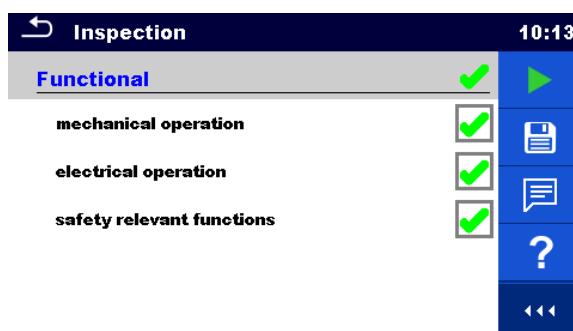 Inspection 10:13
Functional
mechanical operation
electrical operation
safety relevant functions
?